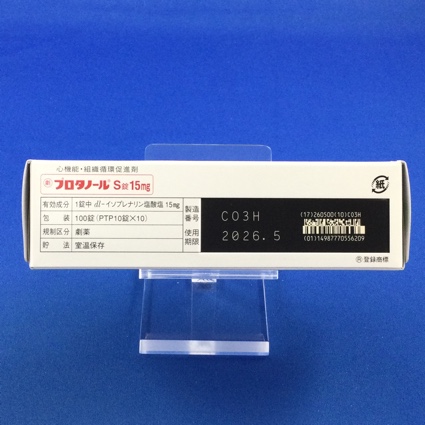 心機能・組織循環促進剤
プロタノール®S錠15mg
有効成分 1錠中 dl-イソプレナリン塩酸塩 15mg
包装 100錠(PTP10錠×10)
規制区分 劇薬
貯法 室温保存
製造番号 C03H
使用期限 2026.5
(17)260500(10)C03H
(01)14987770556209
紙
Ⓡ登録商標